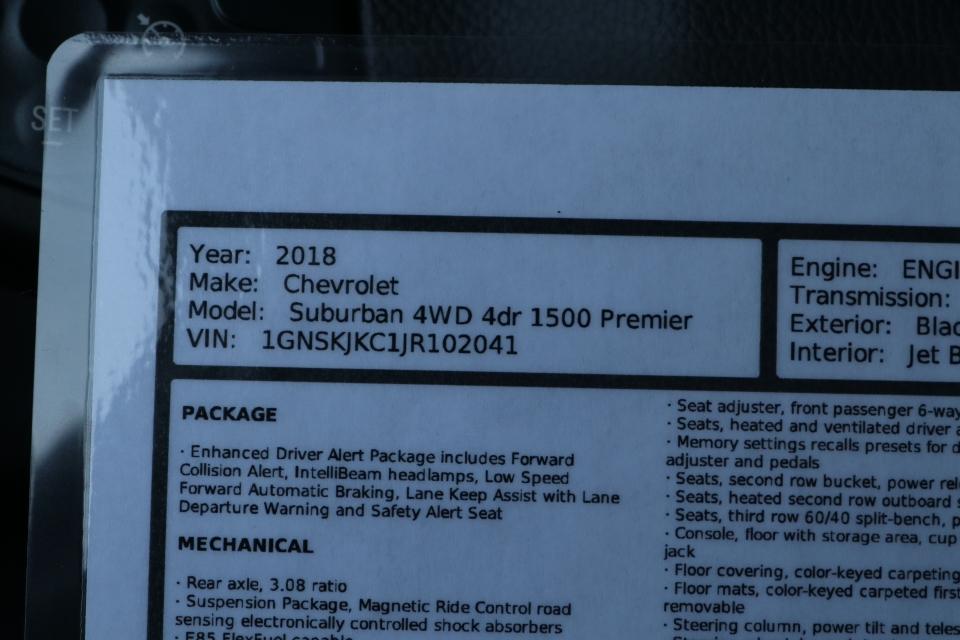 SET
Year: 2018
Make: Chevrolet
Model: Suburban 4WD 4dr 1500 Premier
VIN: 1GNSKJKC1JR102041
Engine: ENGI
Transmission:
Exterior: Blac
Interior: Jet B
PACKAGE
· Enhanced Driver Alert Package includes Forward
Collision Alert, IntelliBeam headlamps, Low Speed
Forward Automatic Braking, Lane Keep Assist with Lane
Departure Warning and Safety Alert Seat
MECHANICAL
· Rear axle, 3.08 ratio
· Suspension Package, Magnetic Ride Control road
sensing electronically controlled shock absorbers
· E85 FlexFuel capable
· Seat adjuster, front passenger 6-way
· Seats, heated and ventilated driver a
· Memory settings recalls presets for d
adjuster and pedals
· Seats, second row bucket, power rel
· Seats, heated second row outboard s
· Seats, third row 60/40 split-bench, p
· Console, floor with storage area, cup
jack
· Floor covering, color-keyed carpeting
· Floor mats, color-keyed carpeted first
removable
· Steering column, power tilt and teles